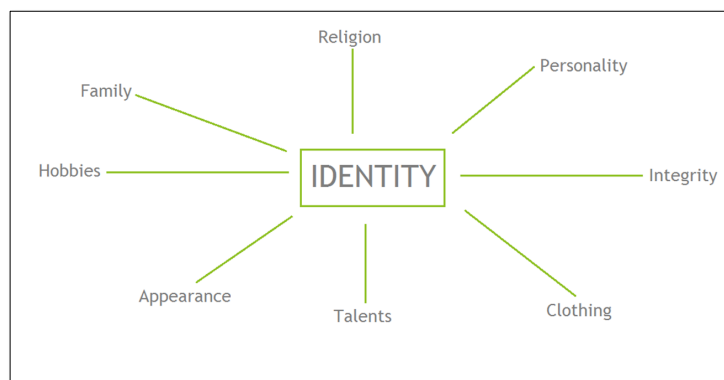 Religion
Personality
Family
Hobbies
IDENTITY
Integrity
Appearance
Talents
Clothing